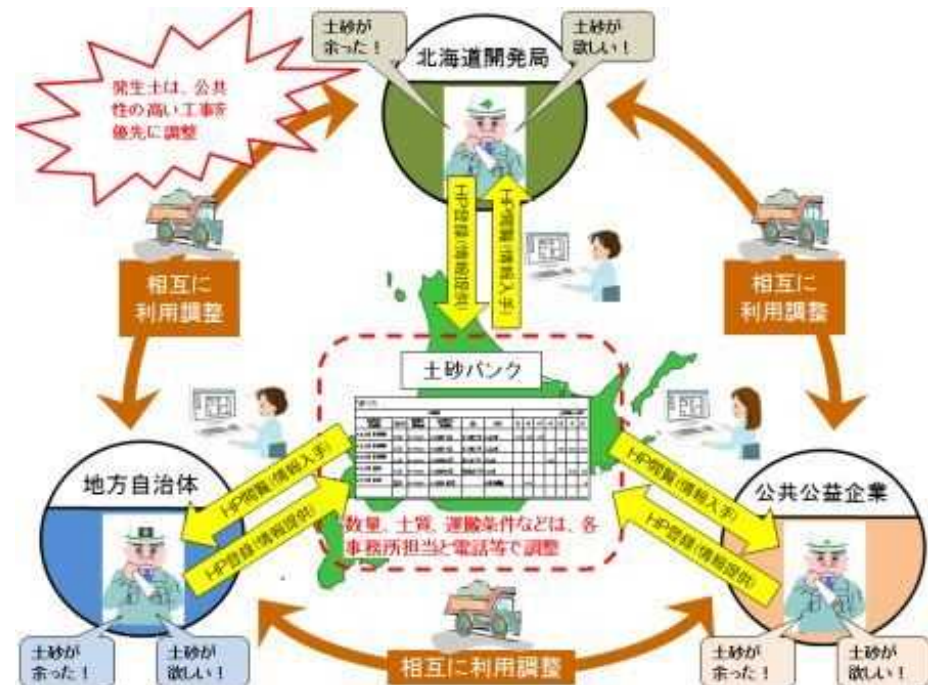 土砂が
余った！
土砂が
欲しい！
北海道開発局
発生土は、公共
性の高い工事を
優先に調整
HP登録(情報提供)
HP閲覧(情報入手)
相互に
利用調整
相互に
利用調整
土砂バンク
数量、土質、運搬条件などは、各
事務所担当と電話等で調整
地方自治体
HP閲覧(情報入手)
HP登録(情報提供)
土砂が
余った！
土砂が
欲しい！
公共公益企業
HP閲覧(情報入手)
HP登録(情報提供)
土砂が
余った！
土砂が
欲しい！
相互に利用調整